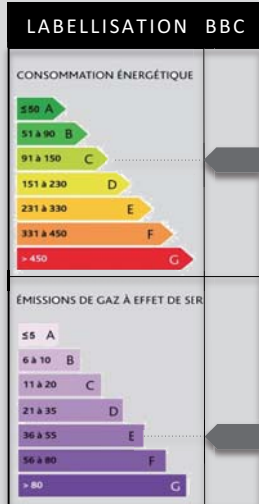 LABELLISATION BBC
CONSOMMATION ÉNERGÉTIQUE
≤50 A
51 à 90 B
91 à 150 C
151 à 230 D
231 à 330 E
331 à 450 F
> 450 G
ÉMISSIONS DE GAZ À EFFET DE SER
≤5 A
6 à 10 B
11 à 20 C
21 à 35 D
36 à 55 E
56 à 80 F
> 80 G